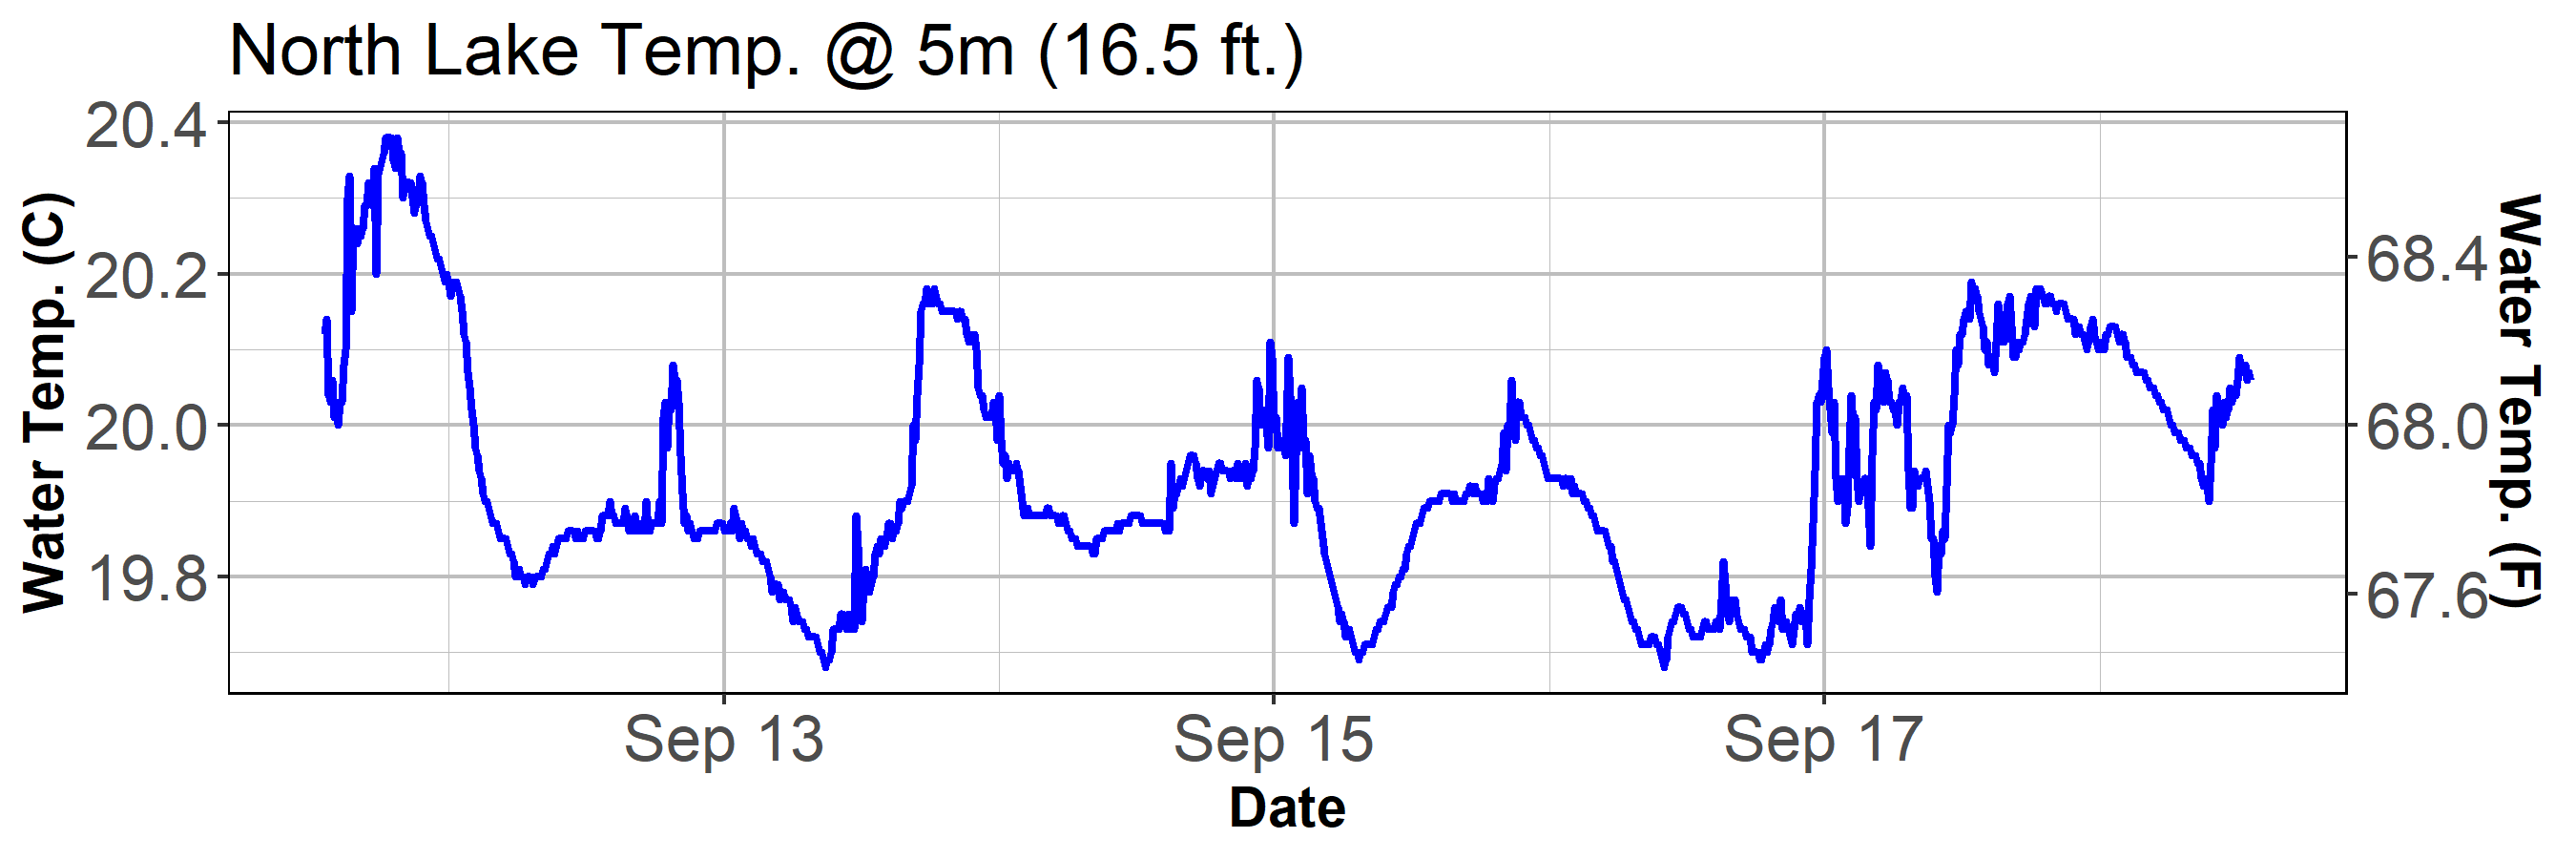 North Lake Temp. @ 5m (16.5 ft.)
20.4
20.2
20.0
19.8
Water Temp. (C)
68.4
68.0
67.6
Water Temp. (F)
Sep 13
Sep 15
Sep 17
Date